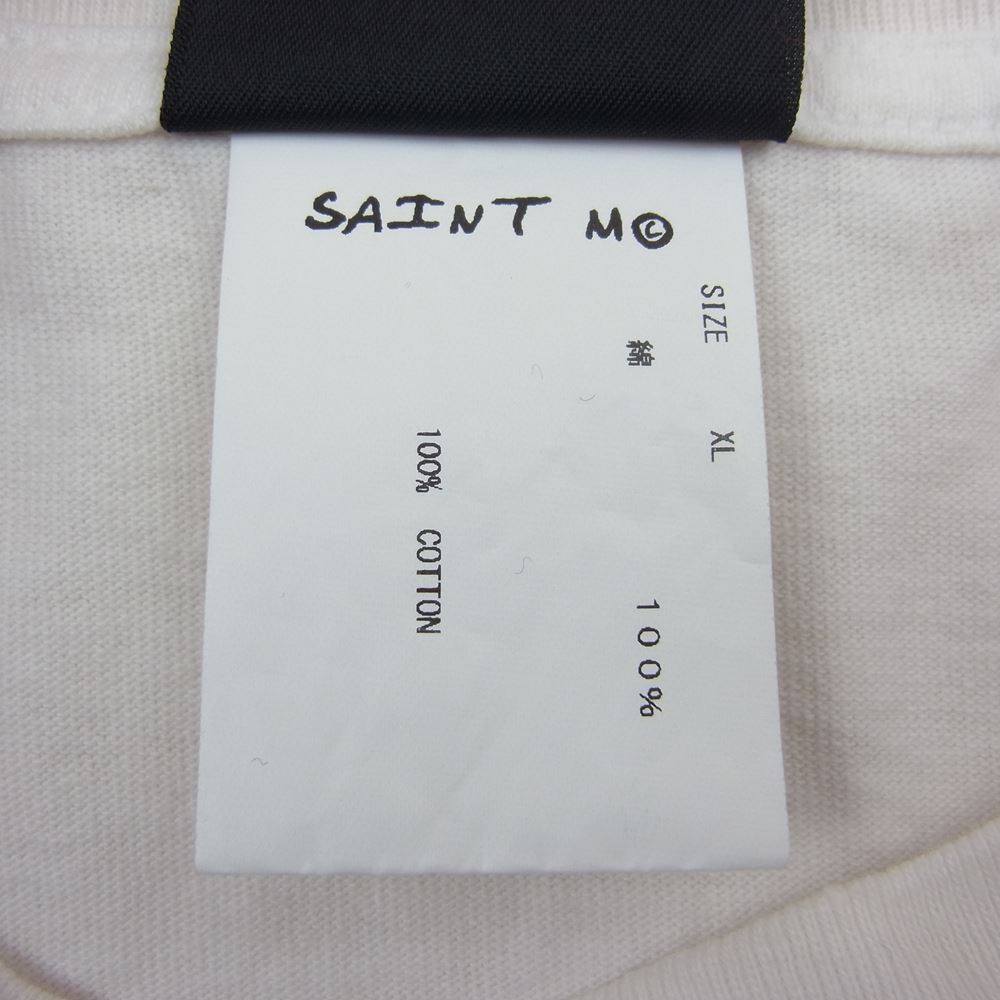 SAINT M©
SIZE XL
綿 100%
100% COTTON